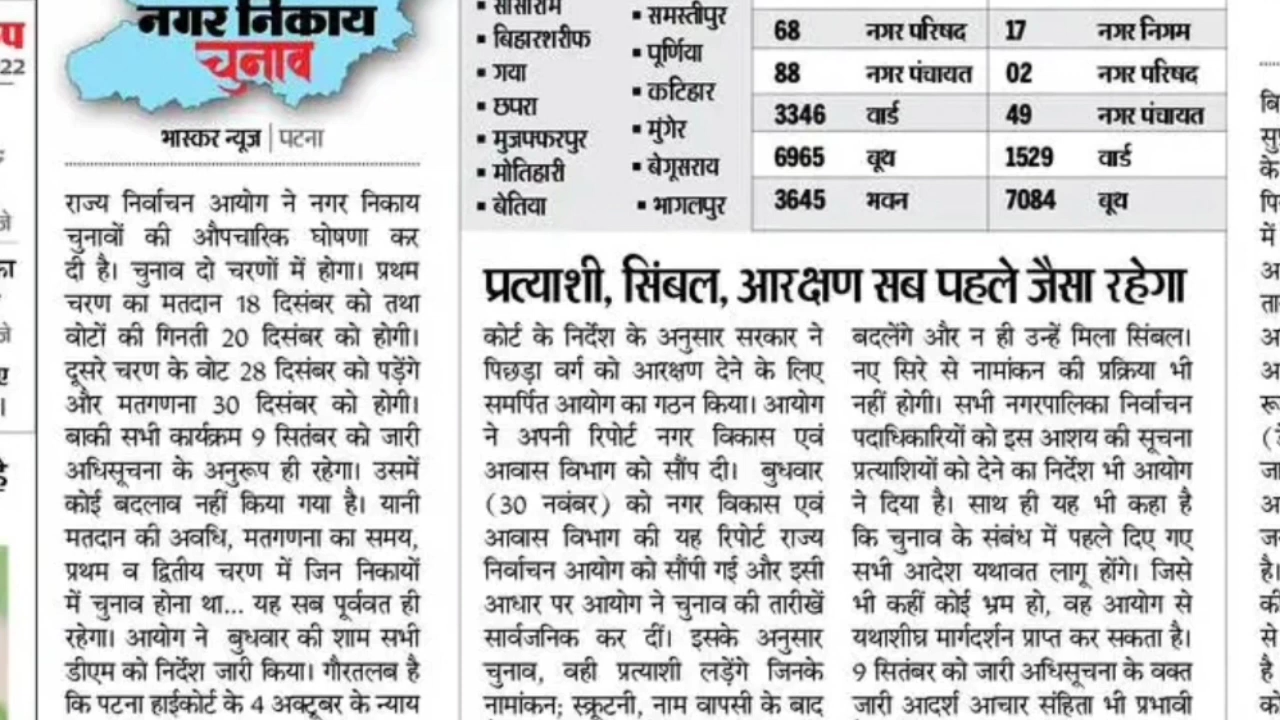 22
नगर निकाय
चुनाव
भास्कर न्यूज | पटना
राज्य निर्वाचन आयोग ने नगर निकाय
चुनावों की औपचारिक घोषणा कर
दी है। चुनाव दो चरणों में होगा। प्रथम
चरण का मतदान 18 दिसंबर को तथा
वोटों की गिनती 20 दिसंबर को होगी।
दूसरे चरण के वोट 28 दिसंबर को पड़ेंगे
और मतगणना 30 दिसंबर को होगी।
बाकी सभी कार्यक्रम 9 सितंबर को जारी
अधिसूचना के अनुरूप ही रहेगा। उसमें
कोई बदलाव नहीं किया गया है। यानी
मतदान की अवधि, मतगणना का समय,
प्रथम व द्वितीय चरण में जिन निकायों
में चुनाव होना था... यह सब पूर्ववत ही
रहेगा। आयोग ने बुधवार की शाम सभी
डीएम को निर्देश जारी किया। गौरतलब है
कि पटना हाईकोर्ट के 4 अक्टूबर के न्याय
▪ सासाराम
▪ बिहारशरीफ
▪ गया
▪ छपरा
▪ मुजफ्फरपुर
▪ मोतिहारी
▪ बेतिया
▪ समस्तीपुर
▪ पूर्णिया
▪ कटिहार
▪ मुंगेर
▪ बेगूसराय
▪ भागलपुर
68 नगर परिषद 17 नगर निगम
88 नगर पंचायत 02 नगर परिषद
3346 वार्ड 49 नगर पंचायत
6965 बूथ 1529 वार्ड
3645 भवन 7084 बूथ
प्रत्याशी, सिंबल, आरक्षण सब पहले जैसा रहेगा
कोर्ट के निर्देश के अनुसार सरकार ने
पिछड़ा वर्ग को आरक्षण देने के लिए
समर्पित आयोग का गठन किया। आयोग
ने अपनी रिपोर्ट नगर विकास एवं
आवास विभाग को सौंप दी। बुधवार
(30 नवंबर) को नगर विकास एवं
आवास विभाग की यह रिपोर्ट राज्य
निर्वाचन आयोग को सौंपी गई और इसी
आधार पर आयोग ने चुनाव की तारीखें
सार्वजनिक कर दीं। इसके अनुसार
चुनाव, वही प्रत्याशी लड़ेंगे जिनके
नामांकन; स्क्रूटनी, नाम वापसी के बाद
बदलेंगे और न ही उन्हें मिला सिंबल।
नए सिरे से नामांकन की प्रक्रिया भी
नहीं होगी। सभी नगरपालिका निर्वाचन
पदाधिकारियों को इस आशय की सूचना
प्रत्याशियों को देने का निर्देश भी आयोग
ने दिया है। साथ ही यह भी कहा है
कि चुनाव के संबंध में पहले दिए गए
सभी आदेश यथावत लागू होंगे। जिसे
भी कहीं कोई भ्रम हो, वह आयोग से
यथाशीघ्र मार्गदर्शन प्राप्त कर सकता है।
9 सितंबर को जारी अधिसूचना के वक्त
जारी आदर्श आचार संहिता भी प्रभावी